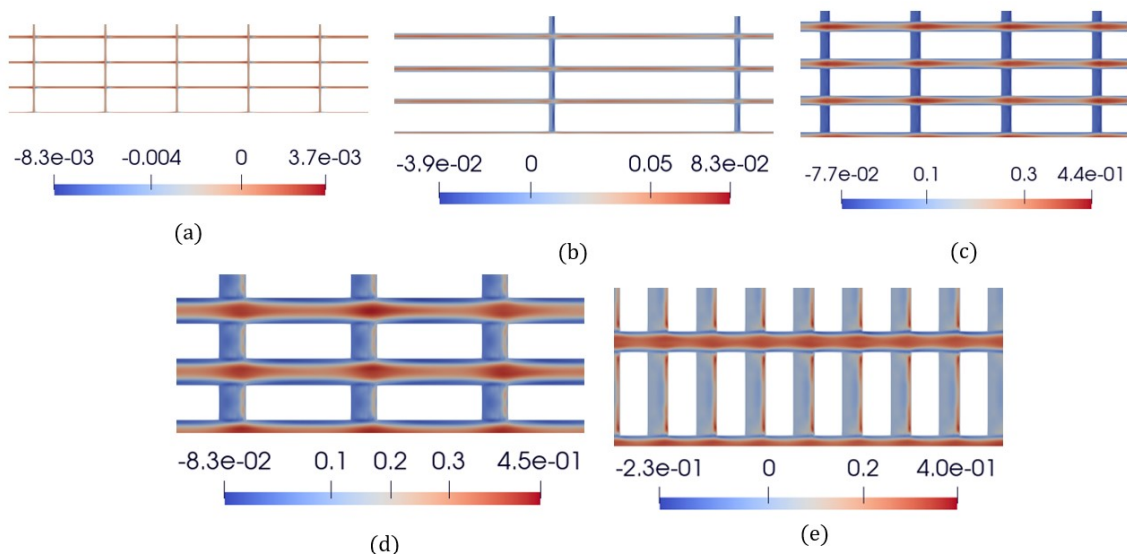 -8.3e-03 -0.004 0 3.7e-03
(a)
-3.9e-02 0 0.05 8.3e-02
(b)
-7.7e-02 0.1 0.3 4.4e-01
(c)
-8.3e-02 0.1 0.2 0.3 4.5e-01
(d)
-2.3e-01 0 0.2 4.0e-01
(e)